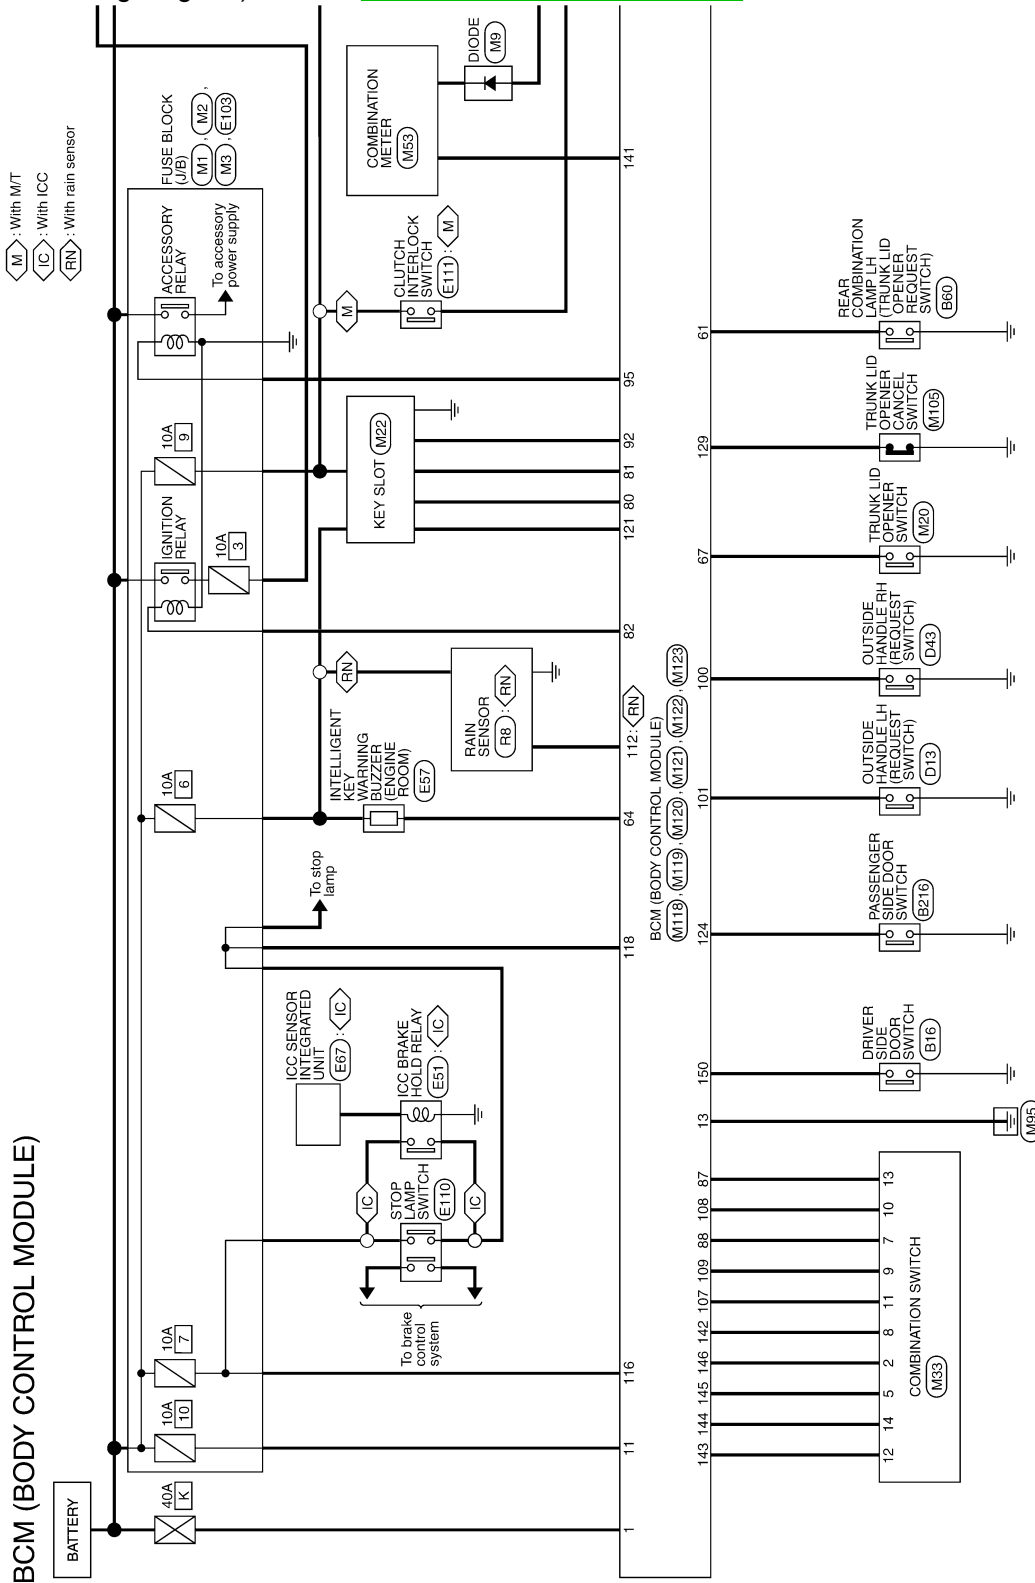 BCM (BODY CONTROL MODULE)
M : With M/T
IC : With ICC
RN : With rain sensor
BATTERY
40A
K
10A
10
10A
7
10A
6
10A
3
10A
9
IGNITION
RELAY
ACCESSORY
RELAY
To accessory
power supply
FUSE BLOCK
(J/B)
M1 , M2 ,
M3 , E103
To brake
control
system
STOP
LAMP
SWITCH
E110
IC
IC
ICC SENSOR
INTEGRATED
UNIT
E67 : IC
ICC BRAKE
HOLD RELAY
E51 : IC
To stop
lamp
INTELLIGENT
KEY
WARNING
BUZZER
(ENGINE
ROOM)
E57
RN
RAIN
SENSOR
R8 : RN
KEY SLOT M22
M
CLUTCH
INTERLOCK
SWITCH
E111 : M
COMBINATION
METER
M53
DIODE
M9
1
11
116
118
64
112 : RN
82
121
80
81
92
95
141
BCM (BODY CONTROL MODULE)
M118 , M119 , M120 , M121 , M122 , M123
143
144
145
146
142
107
109
88
108
87
13
150
124
101
100
67
129
61
12
14
5
2
8
11
9
7
10
13
COMBINATION SWITCH
M33
M95
DRIVER
SIDE
DOOR
SWITCH
B16
PASSENGER
SIDE DOOR
SWITCH
B216
OUTSIDE
HANDLE LH
(REQUEST
SWITCH)
D13
OUTSIDE
HANDLE RH
(REQUEST
SWITCH)
D43
TRUNK LID
OPENER
SWITCH
M20
TRUNK LID
OPENER
CANCEL
SWITCH
M105
REAR
COMBINATION
LAMP LH
(TRUNK LID
OPENER
REQUEST
SWITCH)
B60